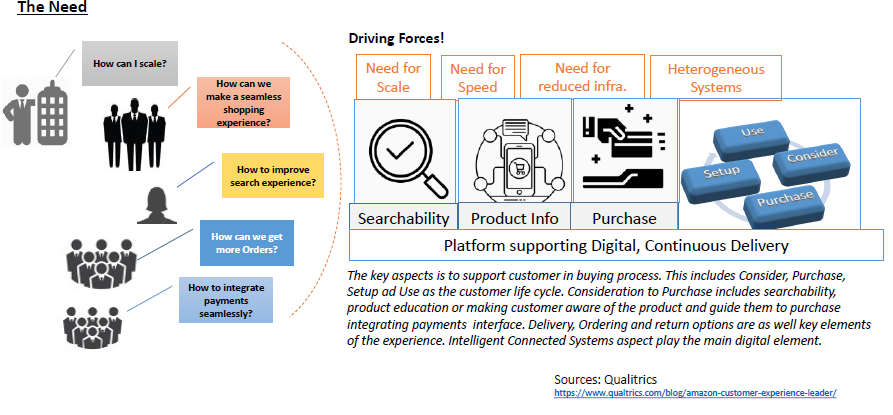 The Need
How can I scale?
How can we
make a seamless
shopping
experience?
How to improve
search experience?
How can we get
more Orders?
How to integrate
payments
seamlessly?
Driving Forces!
Need for
Scale
Need for
Speed
Need for
reduced infra.
Heterogeneous
Systems
Use
Consider
Setup
Purchase
Searchability
Product Info
Purchase
Platform supporting Digital, Continuous Delivery
The key aspects is to support customer in buying process. This includes Consider, Purchase,
Setup ad Use as the customer life cycle. Consideration to Purchase includes searchability,
product education or making customer aware of the product and guide them to purchase
integrating payments interface. Delivery, Ordering and return options are as well key elements
of the experience. Intelligent Connected Systems aspect play the main digital element.
Sources: Qualitrics
https://www.qualtrics.com/blog/amazon-customer-experience-leader/